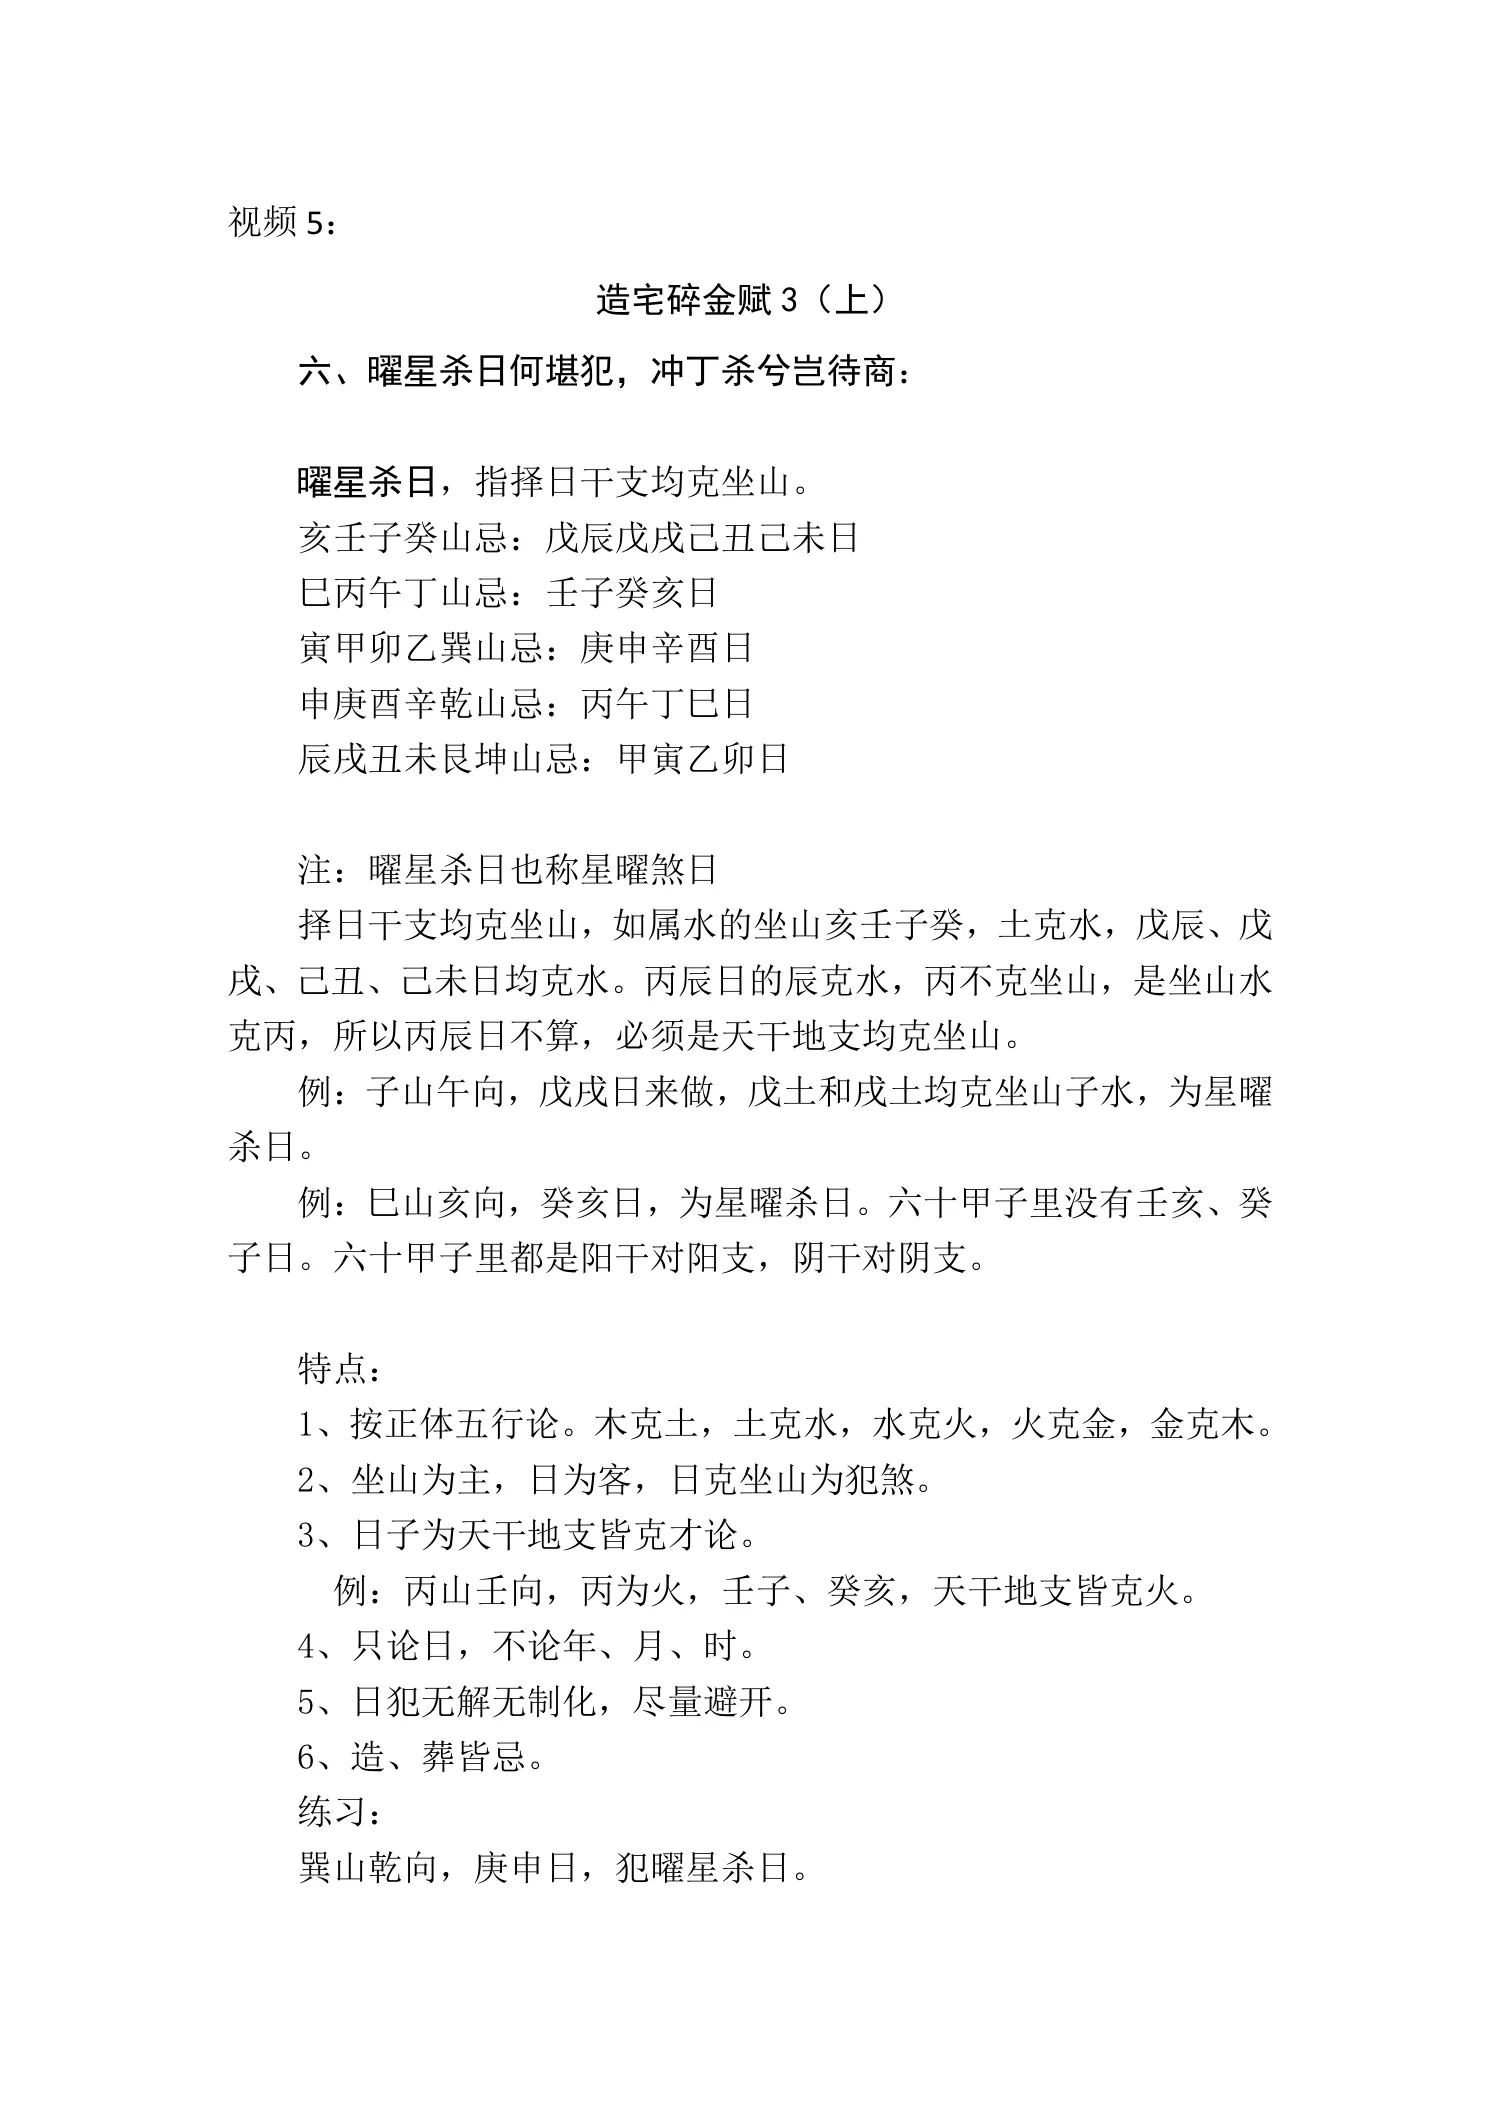 视频 5：
造宅碎金赋 3（上）
六、曜星杀日何堪犯，冲丁杀兮岂待商：
曜星杀日，指择日干支均克坐山。
亥壬子癸山忌：戊辰戊戌己丑己未日
巳丙午丁山忌：壬子癸亥日
寅甲卯乙巽山忌：庚申辛酉日
申庚酉辛乾山忌：丙午丁巳日
辰戌丑未艮坤山忌：甲寅乙卯日
注：曜星杀日也称星曜煞日
择日干支均克坐山，如属水的坐山亥壬子癸，土克水，戊辰、戊
戌、己丑、己未日均克水。丙辰日的辰克水，丙不克坐山，是坐山水
克丙，所以丙辰日不算，必须是天干地支均克坐山。
例：子山午向，戊戌日来做，戊土和戌土均克坐山子水，为星曜
杀日。
例：巳山亥向，癸亥日，为星曜杀日。六十甲子里没有壬亥、癸
子日。六十甲子里都是阳干对阳支，阴干对阴支。
特点：
1、按正体五行论。木克土，土克水，水克火，火克金，金克木。
2、坐山为主，日为客，日克坐山为犯煞。
3、日子为天干地支皆克才论。
例：丙山壬向，丙为火，壬子、癸亥，天干地支皆克火。
4、只论日，不论年、月、时。
5、日犯无解无制化，尽量避开。
6、造、葬皆忌。
练习：
巽山乾向，庚申日，犯曜星杀日。